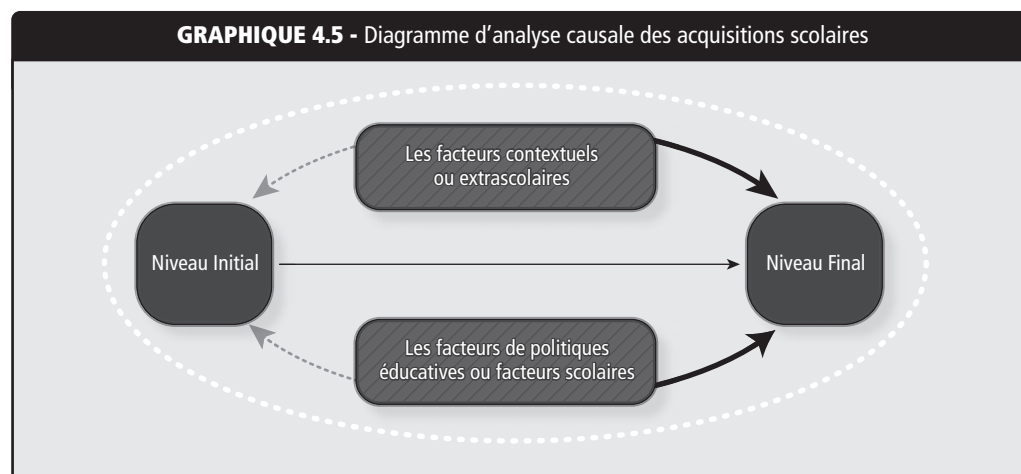 GRAPHIQUE 4.5 - Diagramme d'analyse causale des acquisitions scolaires
Les facteurs contextuels
ou extrascolaires
Niveau Initial
Niveau Final
Les facteurs de politiques
éducatives ou facteurs scolaires